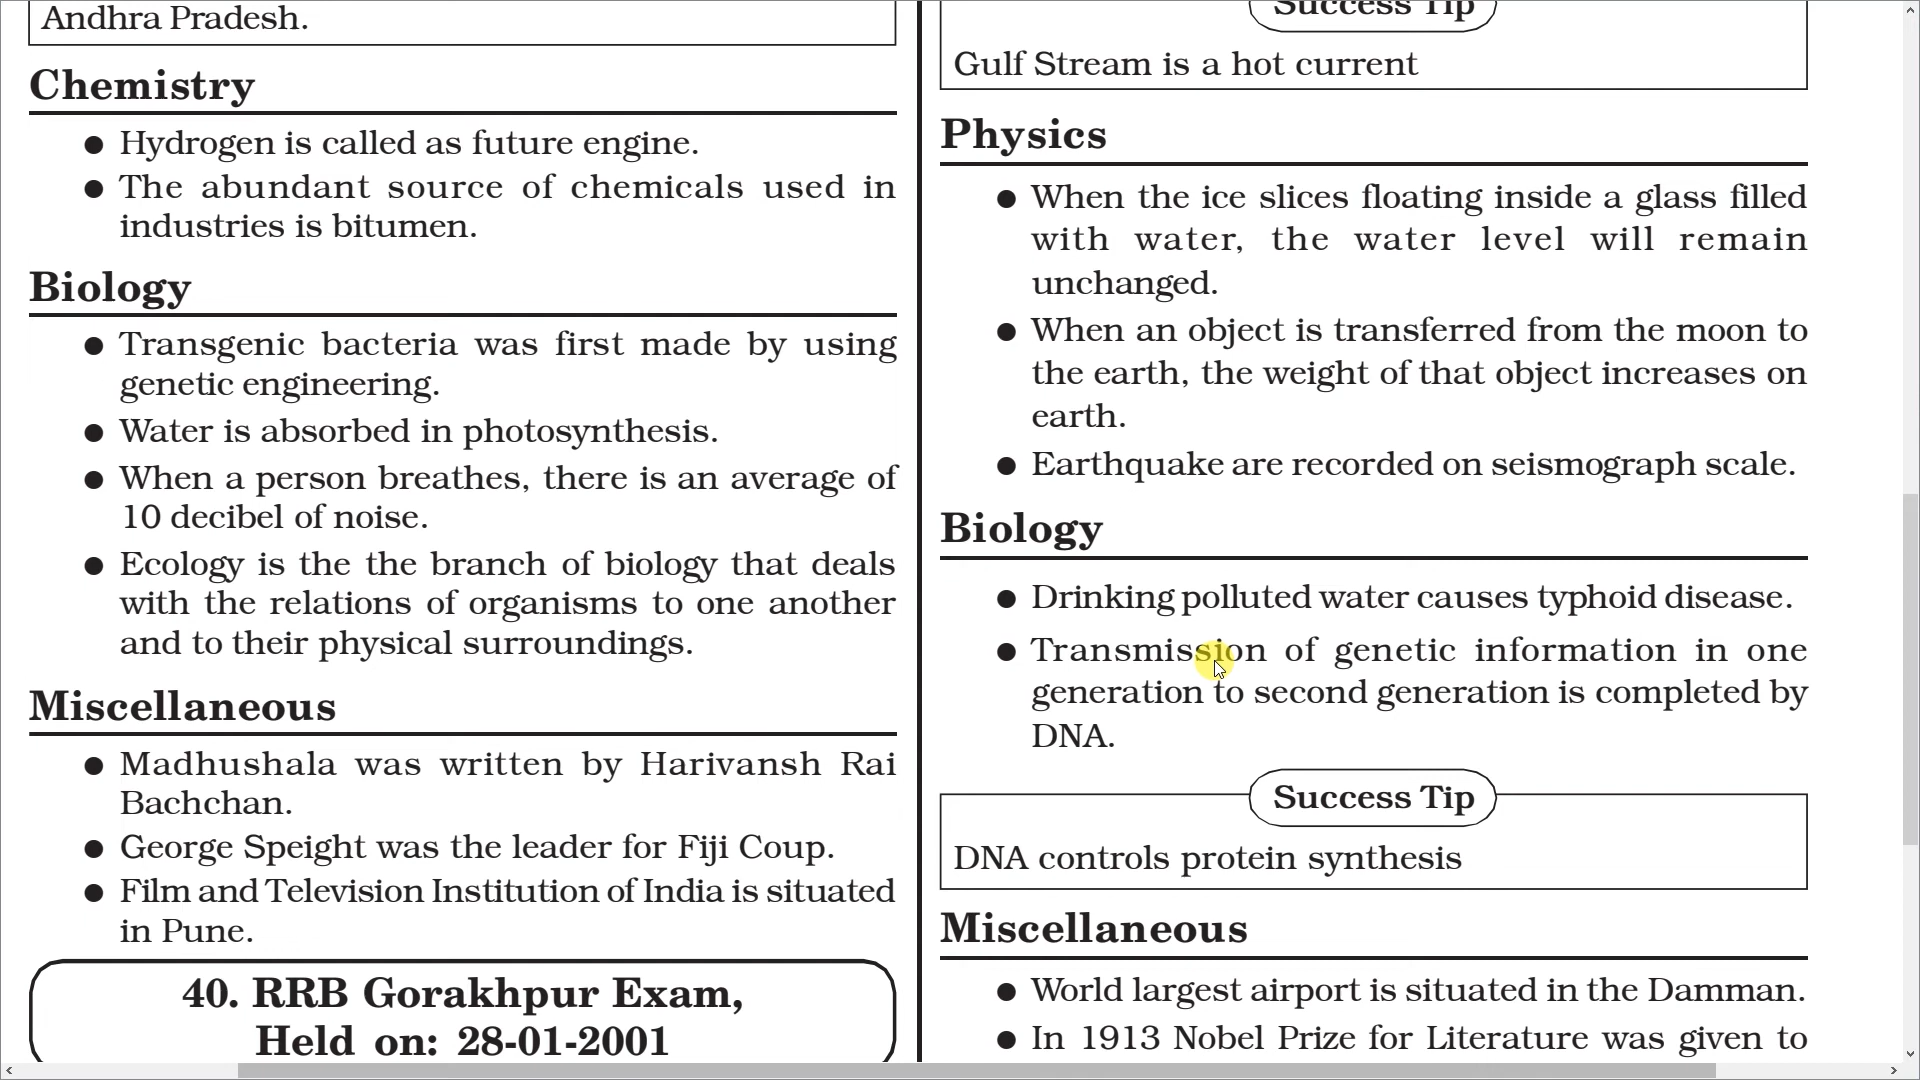 Andhra Pradesh.
Chemistry
● Hydrogen is called as future engine.
● The abundant source of chemicals used in
industries is bitumen.
Biology
● Transgenic bacteria was first made by using
genetic engineering.
● Water is absorbed in photosynthesis.
● When a person breathes, there is an average of
10 decibel of noise.
● Ecology is the the branch of biology that deals
with the relations of organisms to one another
and to their physical surroundings.
Miscellaneous
● Madhushala was written by Harivansh Rai
Bachchan.
● George Speight was the leader for Fiji Coup.
● Film and Television Institution of India is situated
in Pune.
40. RRB Gorakhpur Exam,
Held on: 28-01-2001
Success Tip
Gulf Stream is a hot current
Physics
● When the ice slices floating inside a glass filled
with water, the water level will remain
unchanged.
● When an object is transferred from the moon to
the earth, the weight of that object increases on
earth.
● Earthquake are recorded on seismograph scale.
Biology
● Drinking polluted water causes typhoid disease.
● Transmission of genetic information in one
generation to second generation is completed by
DNA.
Success Tip
DNA controls protein synthesis
Miscellaneous
● World largest airport is situated in the Damman.
● In 1913 Nobel Prize for Literature was given to